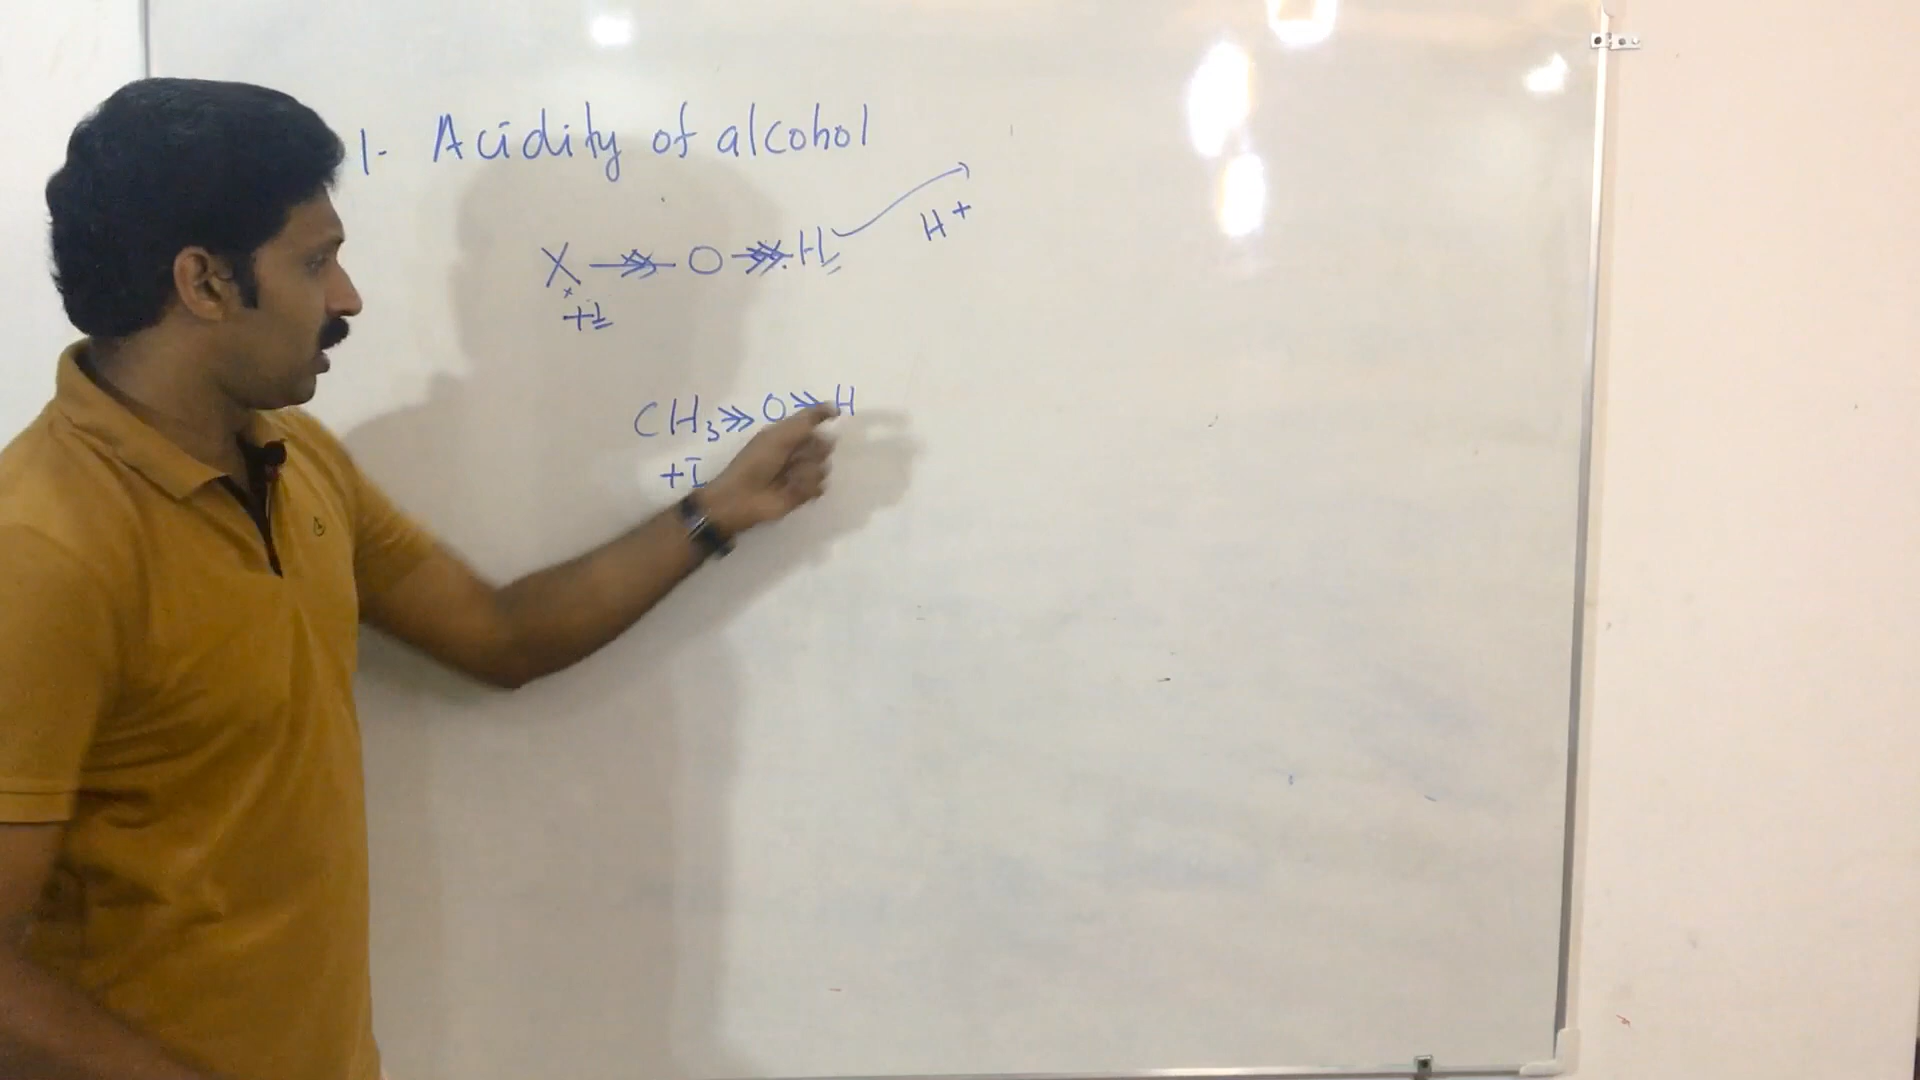 1- Acidity of alcohol
X → O → H H+
+I
CH3 >> O >> H
+I